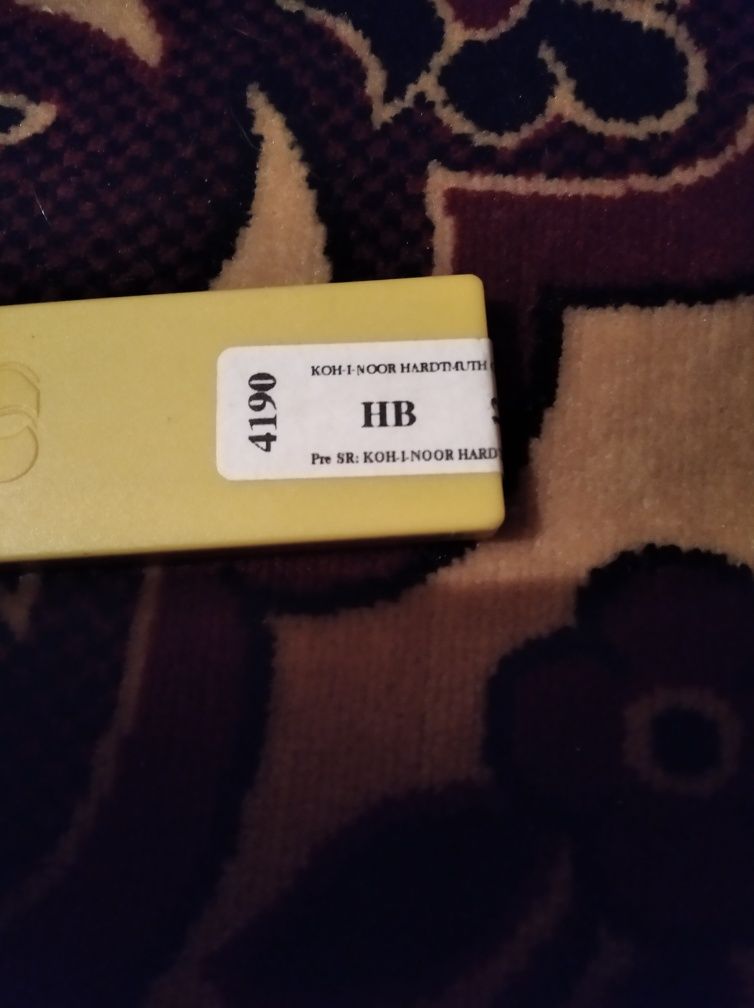 4190
KOH-I-NOOR HARDTMUTH
HB
Pre SR: KOH-I-NOOR HARD